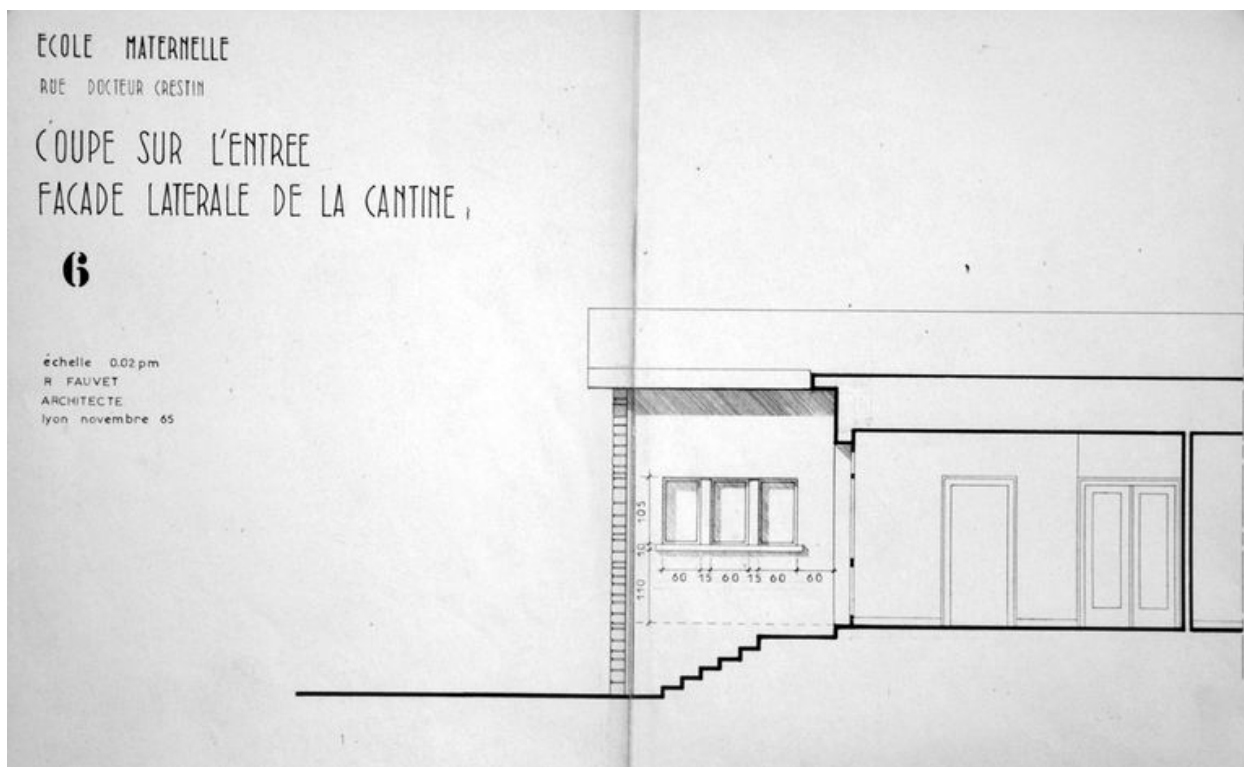 ECOLE MATERNELLE
RUE DOCTEUR CRESTIN
COUPE SUR L'ENTREE
FACADE LATERALE DE LA CANTINE
6
échelle 0.02 pm
R FAUVET
ARCHITECTE
lyon novembre 65
105
10
110
60 15 60 15 60 60